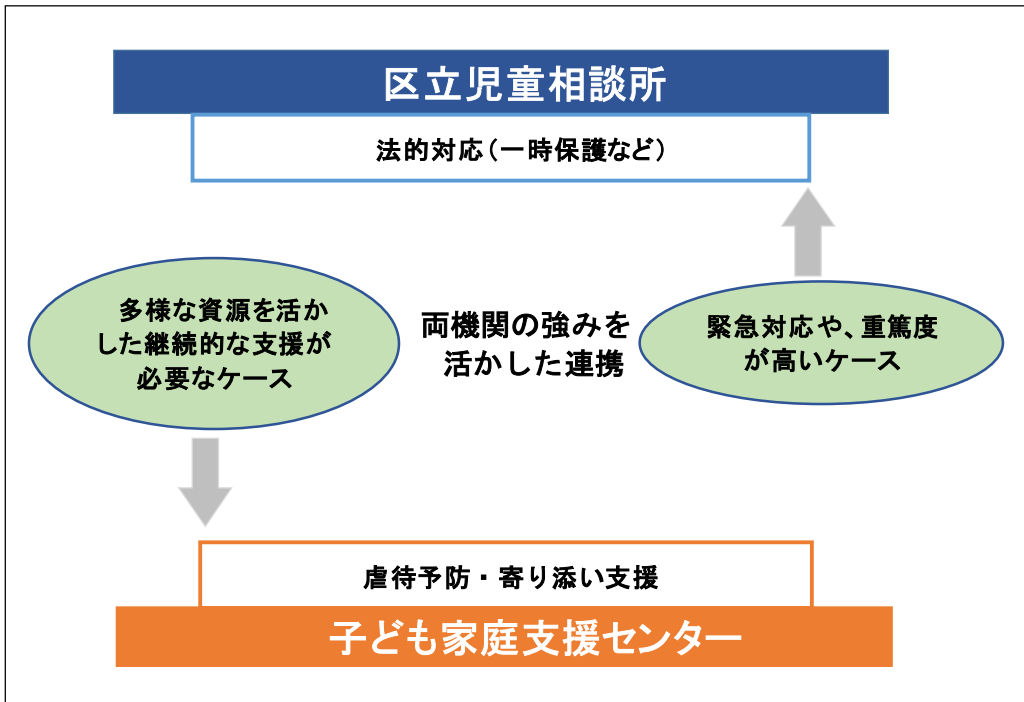 区立児童相談所
法的対応（一時保護など）
多様な資源を活か
した継続的な支援が
必要なケース
両機関の強みを
活かした連携
緊急対応や、重篤度
が高いケース
虐待予防・寄り添い支援
子ども家庭支援センター